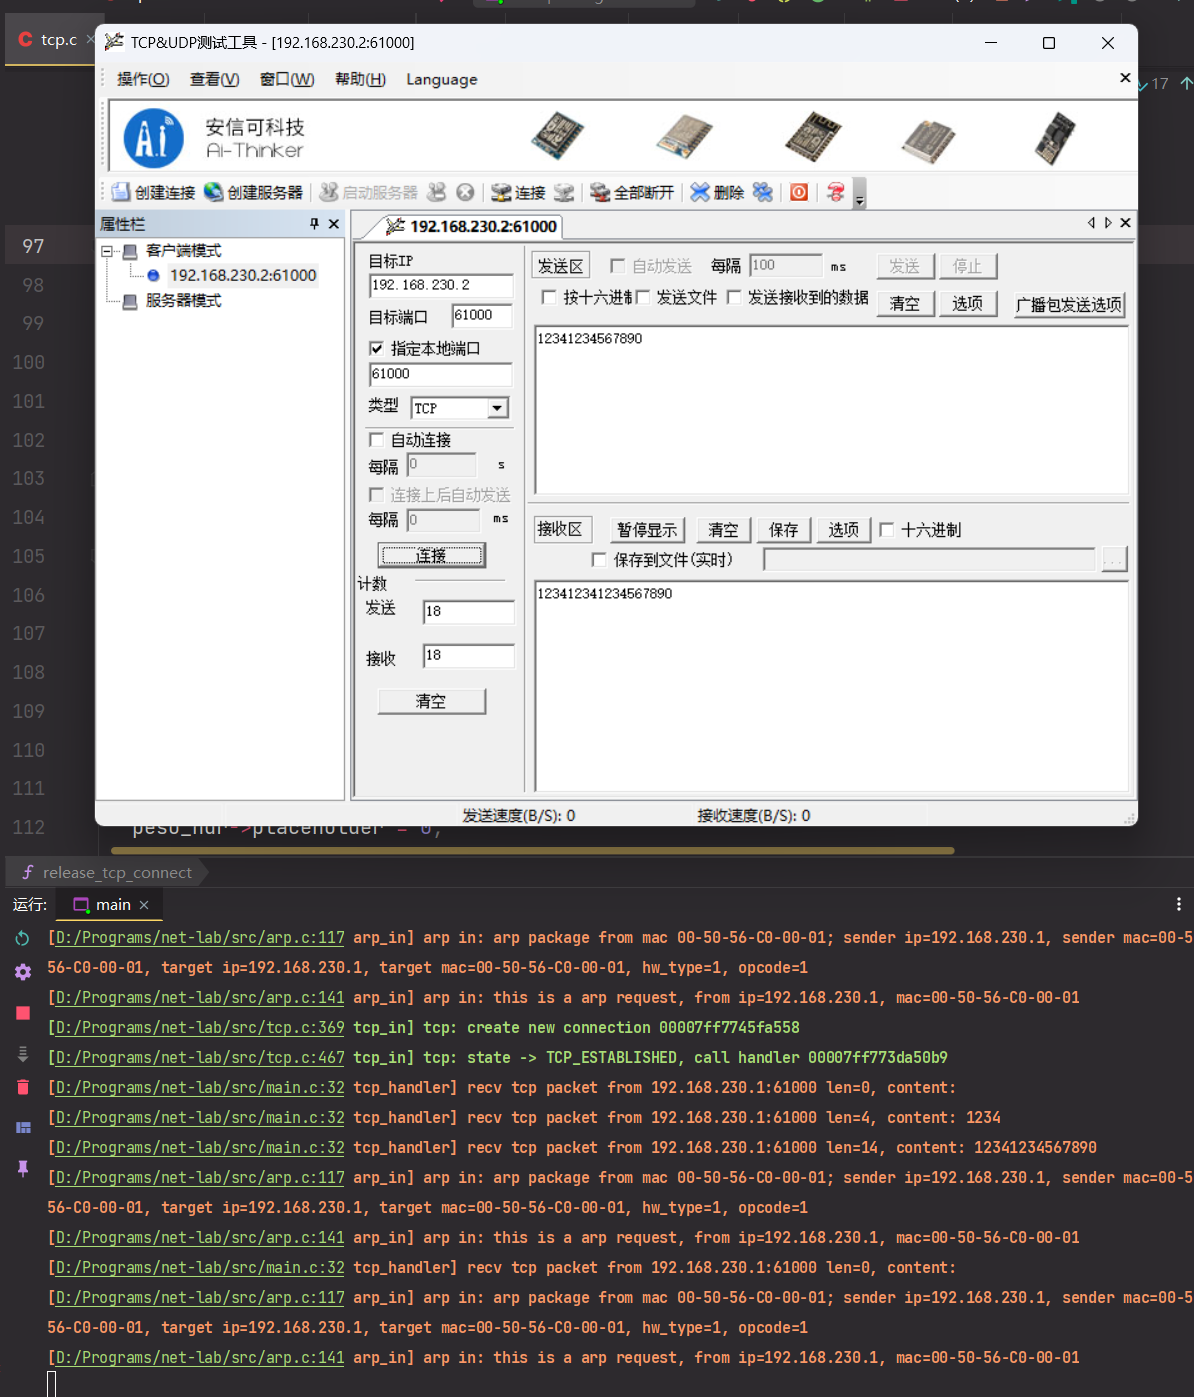 tcp.c
TCP&UDP测试工具 - [192.168.230.2:61000]
操作(O) 查看(V) 窗口(W) 帮助(H) Language
17
安信可科技
Ai-Thinker
创建连接 创建服务器 启动服务器 连接 全部断开 删除
属性栏
192.168.230.2:61000
客户端模式
192.168.230.2:61000
服务器模式
目标IP
192.168.230.2
目标端口 61000
指定本地端口
61000
类型 TCP
自动连接
每隔 0 s
连接上后自动发送
每隔 0 ms
连接
计数
发送 18
接收 18
清空
发送区 自动发送 每隔 100 ms 发送 停止
按十六进制 发送文件 发送接收到的数据 清空 选项 广播包发送选项
12341234567890
接收区 暂停显示 清空 保存 选项 十六进制
保存到文件(实时) ...
123412341234567890
发送速度(B/S): 0 接收速度(B/S): 0
97
98
99
100
101
102
103
104
105
106
107
108
109
110
111
112 peso_hdr->placeholder = 0;
release_tcp_connect
运行: main
[D:/Programs/net-lab/src/arp.c:117 arp_in] arp in: arp package from mac 00-50-56-C0-00-01; sender ip=192.168.230.1, sender mac=00-5
56-C0-00-01, target ip=192.168.230.1, target mac=00-50-56-C0-00-01, hw_type=1, opcode=1
[D:/Programs/net-lab/src/arp.c:141 arp_in] arp in: this is a arp request, from ip=192.168.230.1, mac=00-50-56-C0-00-01
[D:/Programs/net-lab/src/tcp.c:369 tcp_in] tcp: create new connection 00007ff7745fa558
[D:/Programs/net-lab/src/tcp.c:467 tcp_in] tcp: state -> TCP_ESTABLISHED, call handler 00007ff773da50b9
[D:/Programs/net-lab/src/main.c:32 tcp_handler] recv tcp packet from 192.168.230.1:61000 len=0, content:
[D:/Programs/net-lab/src/main.c:32 tcp_handler] recv tcp packet from 192.168.230.1:61000 len=4, content: 1234
[D:/Programs/net-lab/src/main.c:32 tcp_handler] recv tcp packet from 192.168.230.1:61000 len=14, content: 12341234567890
[D:/Programs/net-lab/src/arp.c:117 arp_in] arp in: arp package from mac 00-50-56-C0-00-01; sender ip=192.168.230.1, sender mac=00-5
56-C0-00-01, target ip=192.168.230.1, target mac=00-50-56-C0-00-01, hw_type=1, opcode=1
[D:/Programs/net-lab/src/arp.c:141 arp_in] arp in: this is a arp request, from ip=192.168.230.1, mac=00-50-56-C0-00-01
[D:/Programs/net-lab/src/main.c:32 tcp_handler] recv tcp packet from 192.168.230.1:61000 len=0, content:
[D:/Programs/net-lab/src/arp.c:117 arp_in] arp in: arp package from mac 00-50-56-C0-00-01; sender ip=192.168.230.1, sender mac=00-5
56-C0-00-01, target ip=192.168.230.1, target mac=00-50-56-C0-00-01, hw_type=1, opcode=1
[D:/Programs/net-lab/src/arp.c:141 arp_in] arp in: this is a arp request, from ip=192.168.230.1, mac=00-50-56-C0-00-01